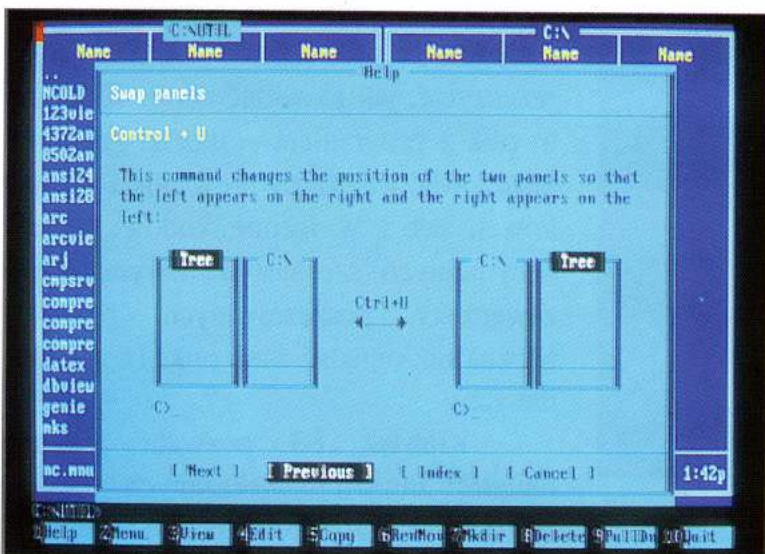 C:\UTIL C:\
Name Name Name Name Name Name
Help
..
NCOLD
123vie
4372an
8502an
ansi24
ansi28
arc
arcvie
arj
cmpsrv
compre
compre
compre
datex
dbview
genie
mks
nc.mnu
Swap panels
Control + U
This command changes the position of the two panels so that
the left appears on the right and the right appears on the
left:
Tree C:\ C:\ Tree
Ctrl+U
C>_ C>_
[ Next ] [ Previous ] [ Index ] [ Cancel ]
1:42p
C:\UTIL>
1Help 2Menu 3View 4Edit 5Copy 6RenMov 7Mkdir 8Delete 9PullDn 10Quit